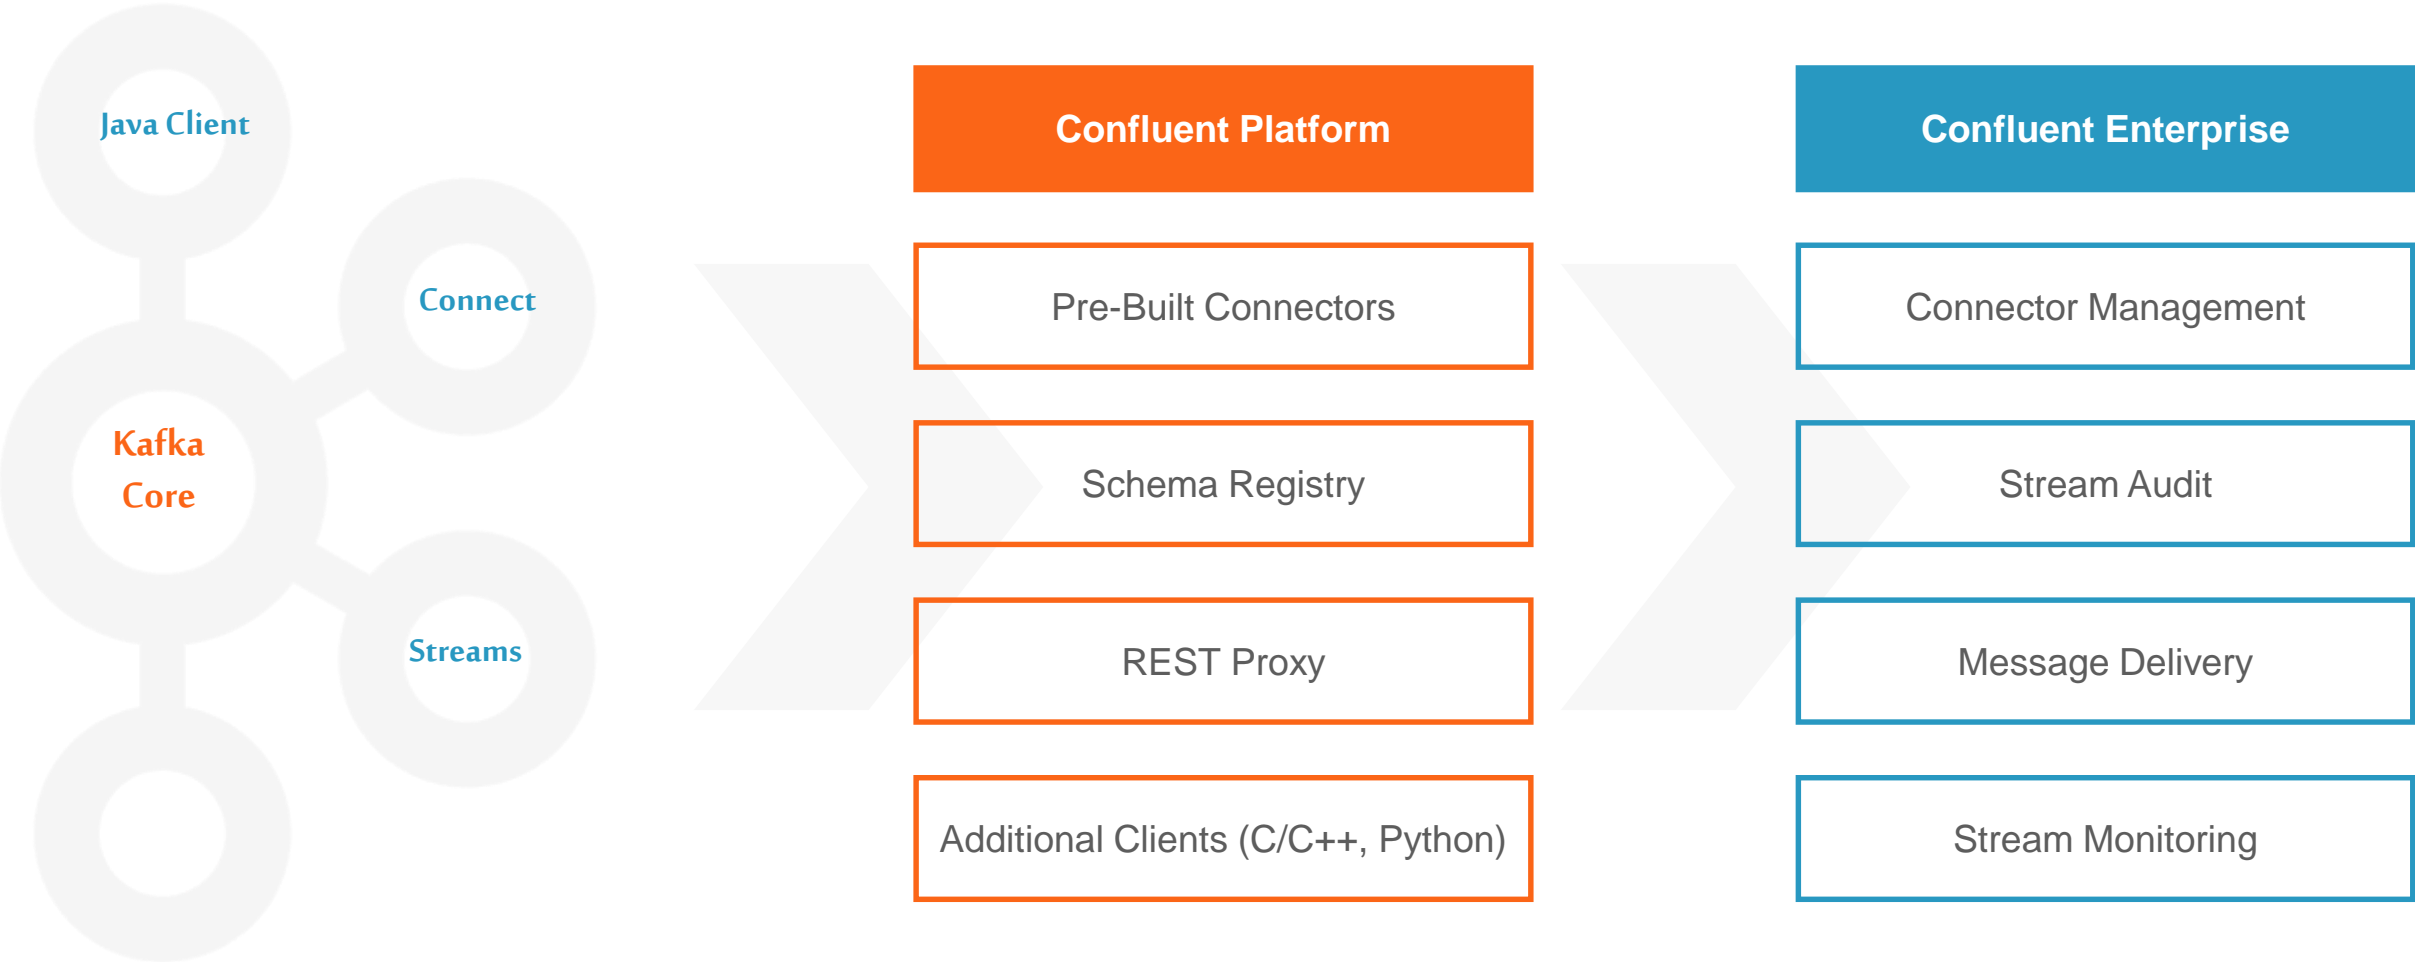 Java Client
Connect
Kafka
Core
Streams
Confluent Platform
Pre-Built Connectors
Schema Registry
REST Proxy
Additional Clients (C/C++, Python)
Confluent Enterprise
Connector Management
Stream Audit
Message Delivery
Stream Monitoring